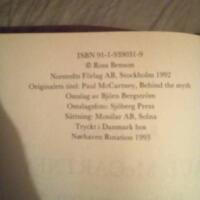 ISBN 91-1-939031-9
© Ross Benson
Norstedts Förlag AB, Stockholm 1992
Originalets titel: Paul McCartney, Behind the myth
Omslag av Björn Bergström
Omslagsfoto: Sjöberg Press
Sättning: Mosilar AB, Solna
Tryckt i Danmark hos
Nørhaven Rotation 1993